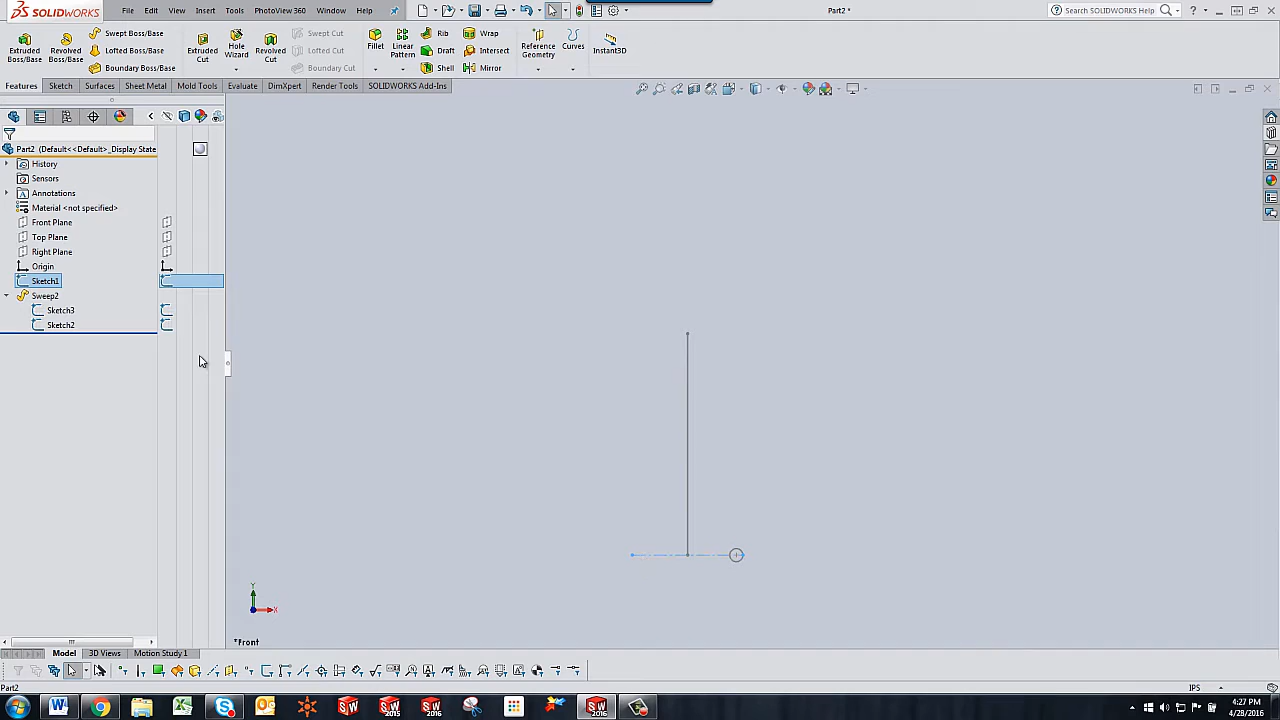 SOLIDWORKS File Edit View Insert Tools PhotoView 360 Window Help Part2 * Search SOLIDWORKS Help
Extruded Boss/Base
Revolved Boss/Base
Swept Boss/Base
Lofted Boss/Base
Boundary Boss/Base
Extruded Cut
Hole Wizard
Revolved Cut
Swept Cut
Lofted Cut
Boundary Cut
Fillet
Linear Pattern
Rib
Draft
Shell
Wrap
Intersect
Mirror
Reference Geometry
Curves
Instant3D
Features Sketch Surfaces Sheet Metal Mold Tools Evaluate DimXpert Render Tools SOLIDWORKS Add-Ins
Part2 (Default<<Default>_Display State
History
Sensors
Annotations
Material <not specified>
Front Plane
Top Plane
Right Plane
Origin
Sketch1
Sweep2
Sketch3
Sketch2
Y
X
*Front
Model 3D Views Motion Study 1
Part2 IPS
2015
2016
2016
4:27 PM
4/28/2016